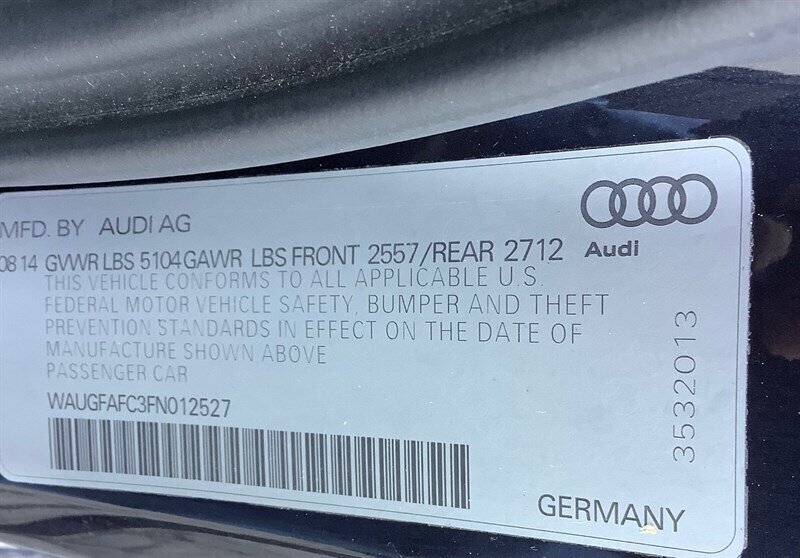 MFD. BY AUDI AG
Audi
0814 GVWR LBS 5104 GAWR LBS FRONT 2557/REAR 2712
THIS VEHICLE CONFORMS TO ALL APPLICABLE U.S.
FEDERAL MOTOR VEHICLE SAFETY, BUMPER AND THEFT
PREVENTION STANDARDS IN EFFECT ON THE DATE OF
MANUFACTURE SHOWN ABOVE
PASSENGER CAR
WAUGFAFC3FN012527
3532013
GERMANY